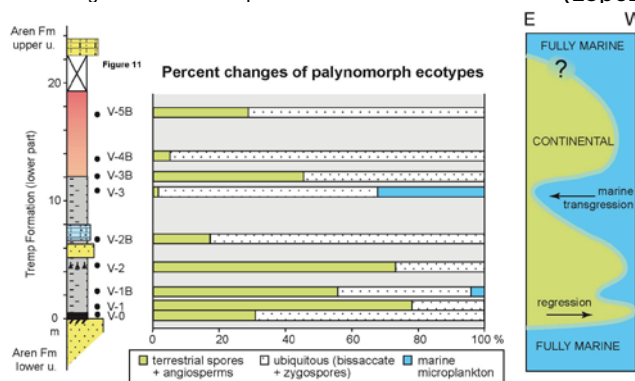 Aren Fm
upper u.
Figure 11
Percent changes of palynomorph ecotypes
E
W
FULLY MARINE
?
20
V-5B
CONTINENTAL
V-4B
V-3B
V-3
marine
transgression
10
Tremp Formation (lower part)
V-2B
V-2
V-1B
V-1
V-0
regression
0
m
0 20 40 60 80 100 %
FULLY MARINE
Aren Fm
lower u.
terrestrial spores
+ angiosperms
ubiquitous (bissaccate
+ zygospores)
marine
microplankton